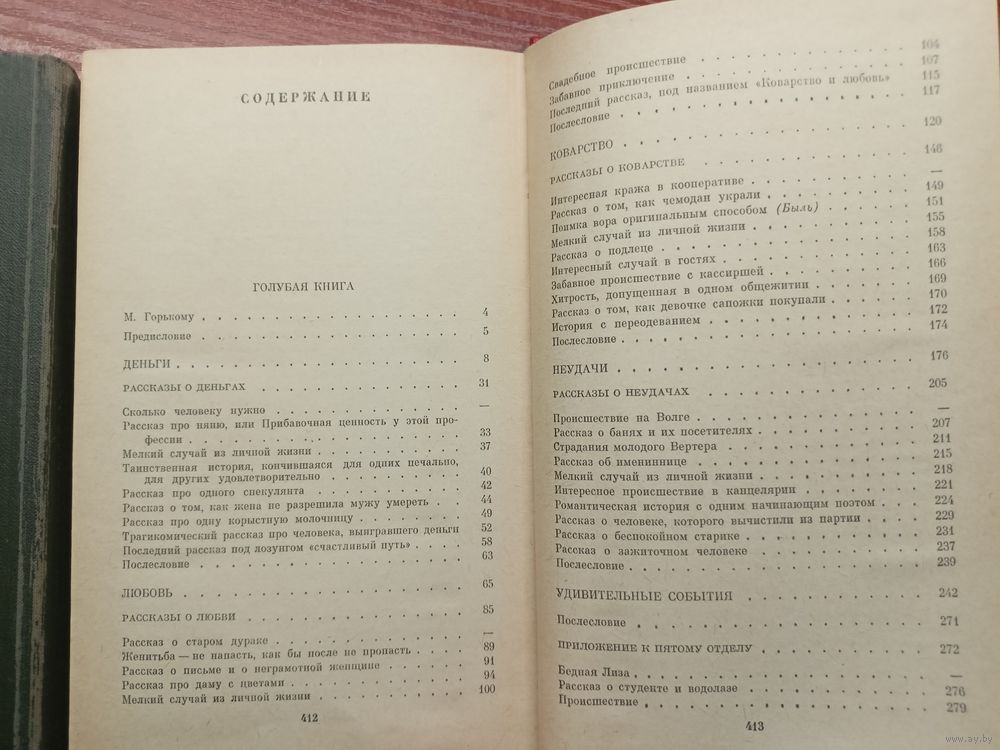 СОДЕРЖАНИЕ
ГОЛУБАЯ КНИГА
М. Горькому 4
Предисловие 5
ДЕНЬГИ 8
РАССКАЗЫ О ДЕНЬГАХ 31
Сколько человеку нужно —
Рассказ про няню, или Прибавочная ценность у этой про-
фессии 33
Мелкий случай из личной жизни 37
Таинственная история, кончившаяся для одних печально,
для других удовлетворительно 40
Рассказ про одного спекулянта 42
Рассказ о том, как жена не разрешила мужу умереть 44
Рассказ про одну корыстную молочницу 49
Трагикомический рассказ про человека, выигравшего деньги 52
Последний рассказ под лозунгом «счастливый путь» 58
Послесловие 63
ЛЮБОВЬ 65
РАССКАЗЫ О ЛЮБВИ 85
Рассказ о старом дураке —
Женитьба — не напасть, как бы после не пропасть 89
Рассказ о письме и о неграмотной женщине 91
Рассказ про даму с цветами 94
Мелкий случай из личной жизни 100
412
Свадебное происшествие 104
Забавное приключение 107
Последний рассказ, под названием «Коварство и любовь» 115
Послесловие 117
КОВАРСТВО 120
РАССКАЗЫ О КОВАРСТВЕ 146
Интересная кража в кооперативе —
Рассказ о том, как чемодан украли 149
Поимка вора оригинальным способом (Быль) 151
Мелкий случай из личной жизни 155
Рассказ о подлеце 158
Интересный случай в гостях 163
Забавное происшествие с кассиршей 166
Хитрость, допущенная в одном общежитии 169
Рассказ о том, как девочке сапожки покупали 170
История с переодеванием 172
Послесловие 174
НЕУДАЧИ 176
РАССКАЗЫ О НЕУДАЧАХ 205
Происшествие на Волге —
Рассказ о банях и их посетителях 207
Страдания молодого Вертера 211
Рассказ об имениннице 215
Мелкий случай из личной жизни 218
Интересное происшествие в канцелярии 221
Романтическая история с одним начинающим поэтом 224
Рассказ о человеке, которого вычистили из партии 229
Рассказ о беспокойном старике 231
Рассказ о зажиточном человеке 237
Послесловие 239
УДИВИТЕЛЬНЫЕ СОБЫТИЯ 242
Послесловие 271
ПРИЛОЖЕНИЕ К ПЯТОМУ ОТДЕЛУ 272
Бедная Лиза —
Рассказ о студенте и водолазе 276
Происшествие 279
413
www.ay.by